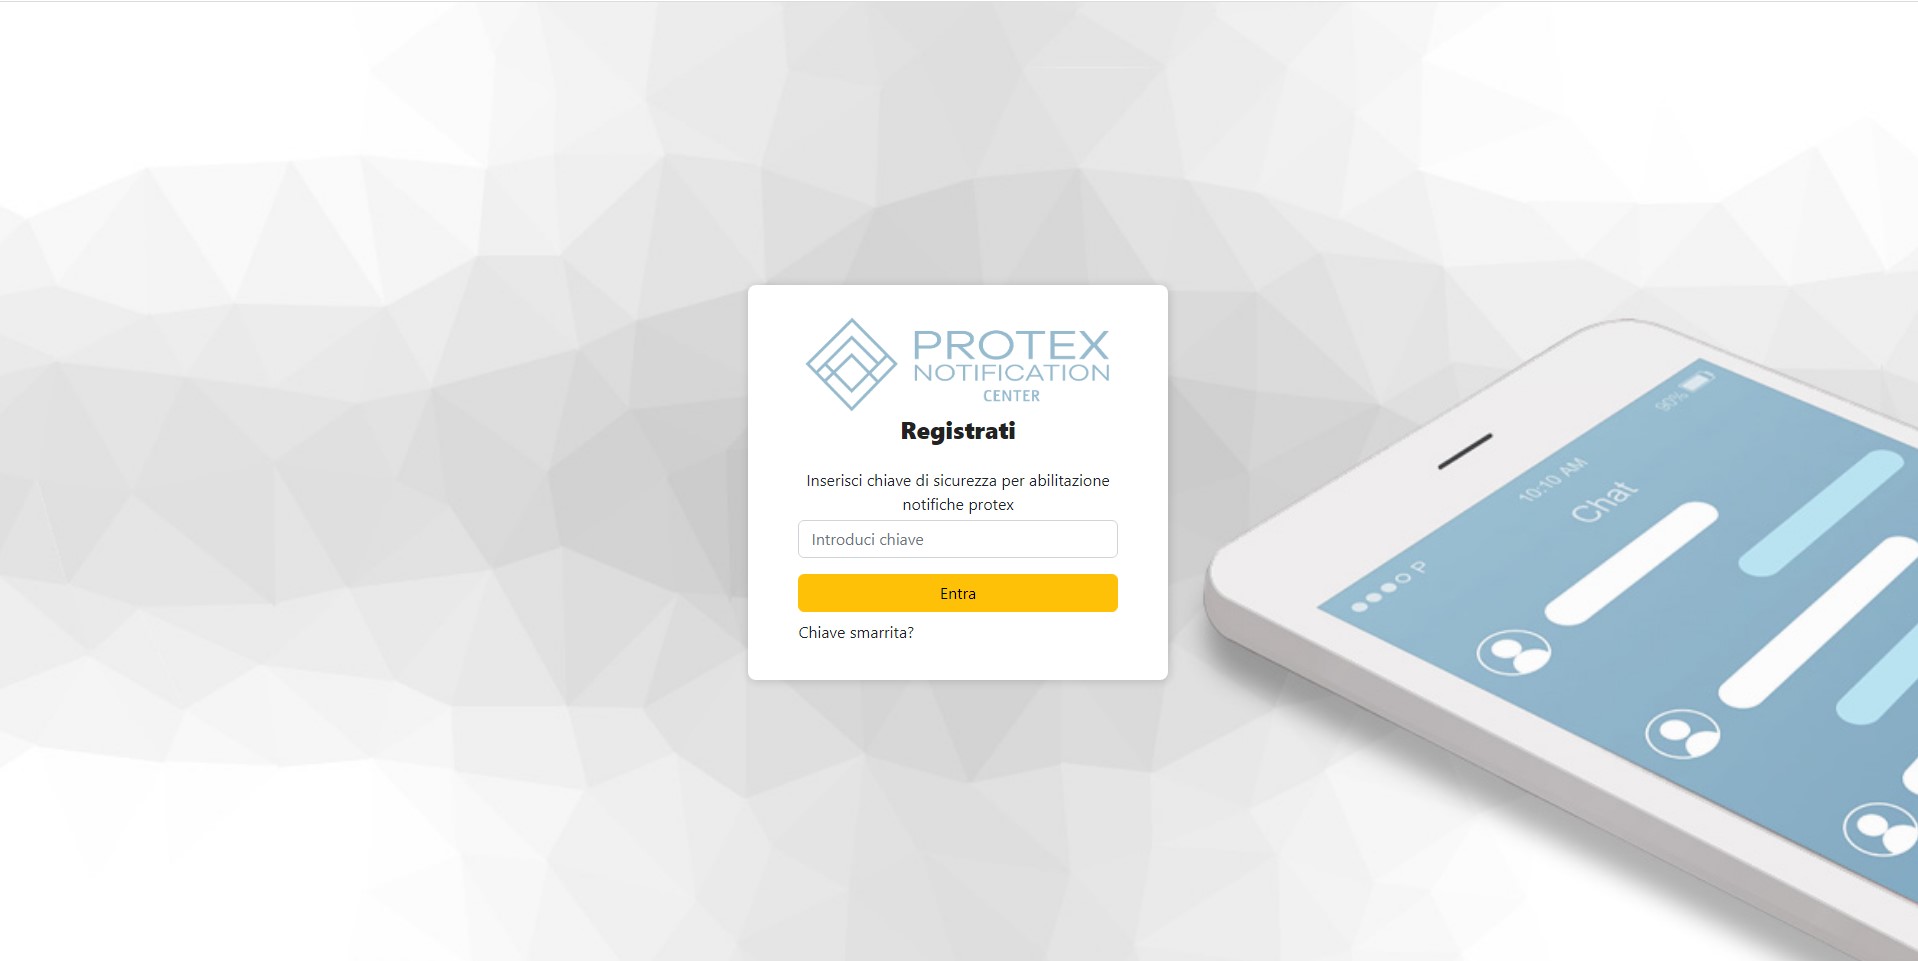 PROTEX
NOTIFICATION
CENTER
Registrati
Inserisci chiave di sicurezza per abilitazione
notifiche protex
Introduci chiave
Entra
Chiave smarrita?
90%
10:10 AM
Chat
P